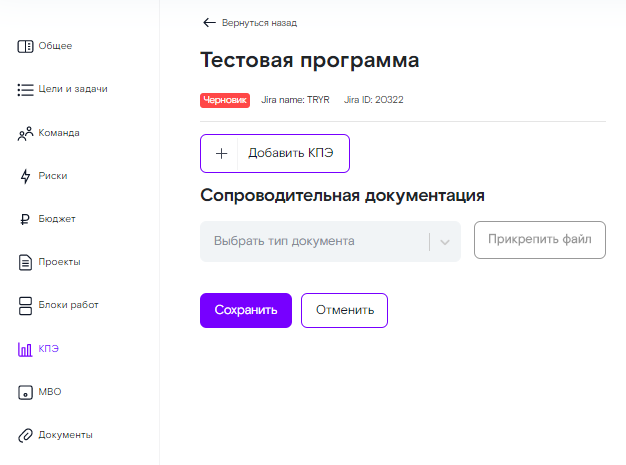 Вернуться назад
Тестовая программа
Черновик Jira name: TRYR Jira ID: 20322
Общее
Цели и задачи
Команда
Риски
Бюджет
Проекты
Блоки работ
КПЭ
МВО
Документы
Добавить КПЭ
Сопроводительная документация
Выбрать тип документа
Прикрепить файл
Сохранить
Отменить